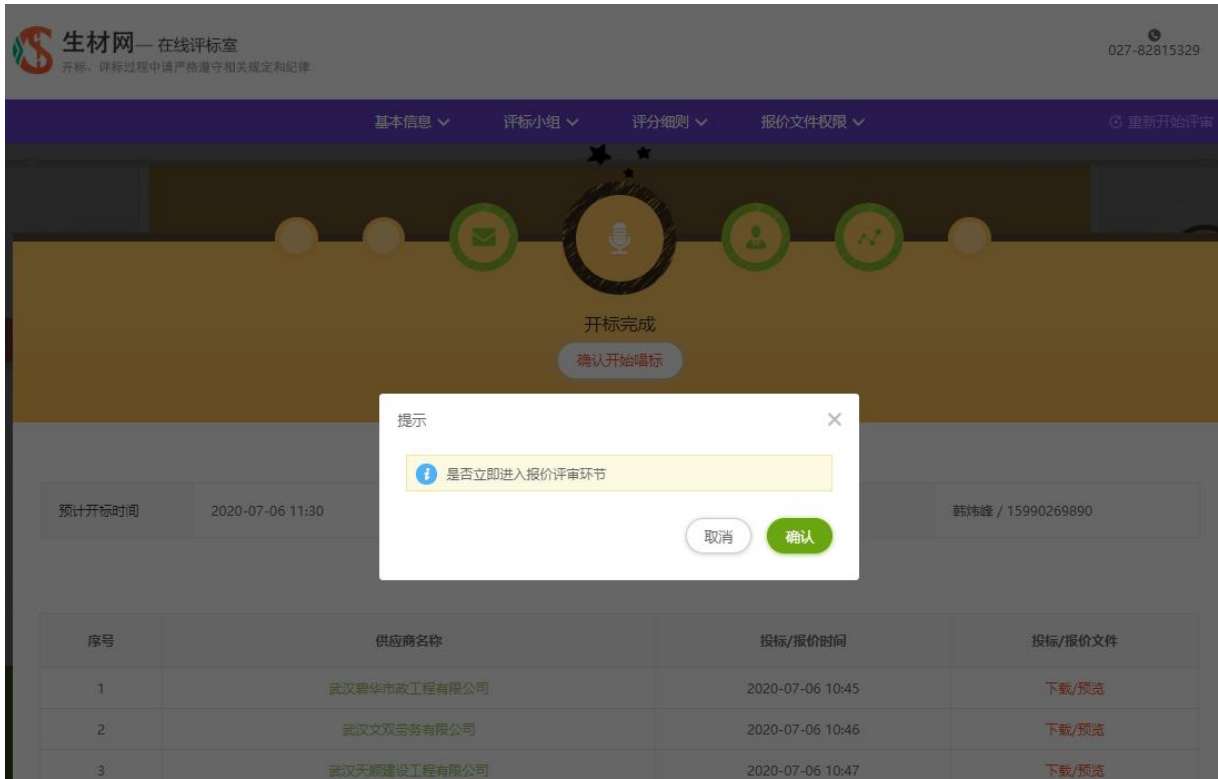 生材网— 在线评标室
开标、评标过程中请严格遵守相关规定和纪律
027-82815329
基本信息 评标小组 评分细则 报价文件权限 重新开始评审
开标完成
确认开始唱标
提示
是否立即进入报价评审环节
取消 确认
预计开标时间 2020-07-06 11:30 韩炜峰 / 15990269890
序号 供应商名称 投标/报价时间 投标/报价文件
1 武汉碧华市政工程有限公司 2020-07-06 10:45 下载/预览
2 武汉文双劳务有限公司 2020-07-06 10:46 下载/预览
3 武汉天顺建设工程有限公司 2020-07-06 10:47 下载/预览